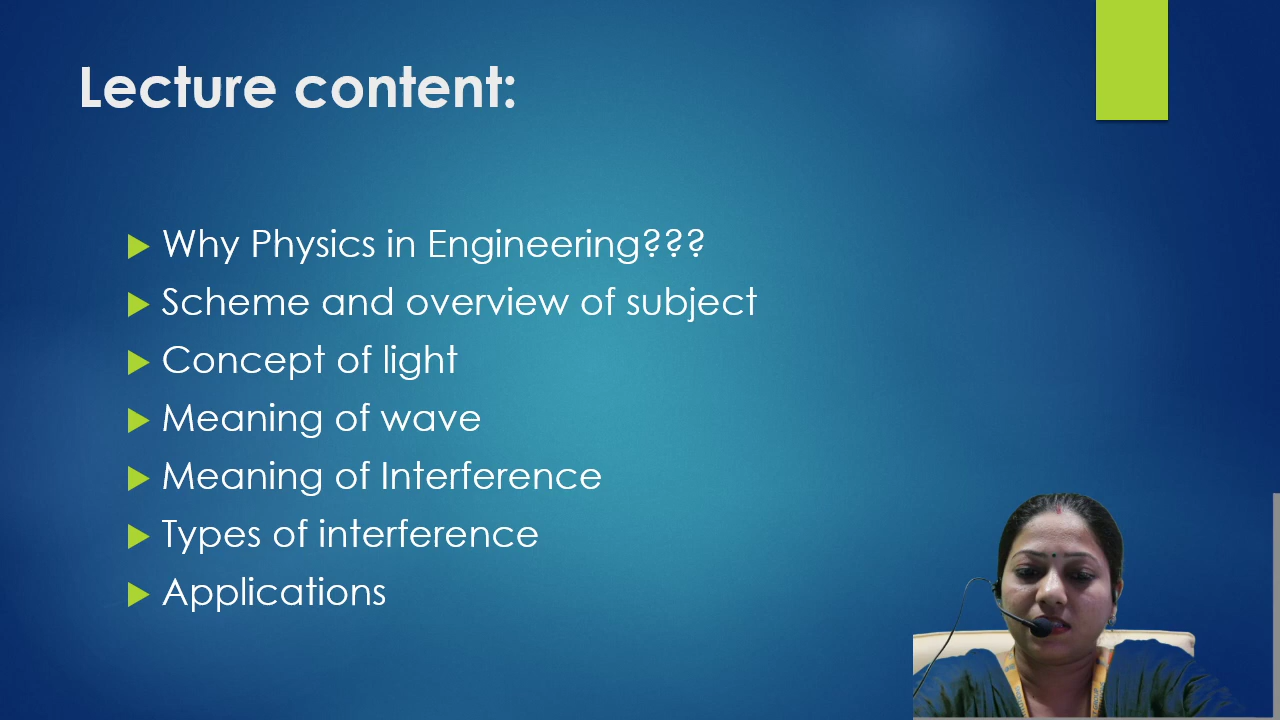 Lecture content:
Why Physics in Engineering???
Scheme and overview of subject
Concept of light
Meaning of wave
Meaning of Interference
Types of interference
Applications